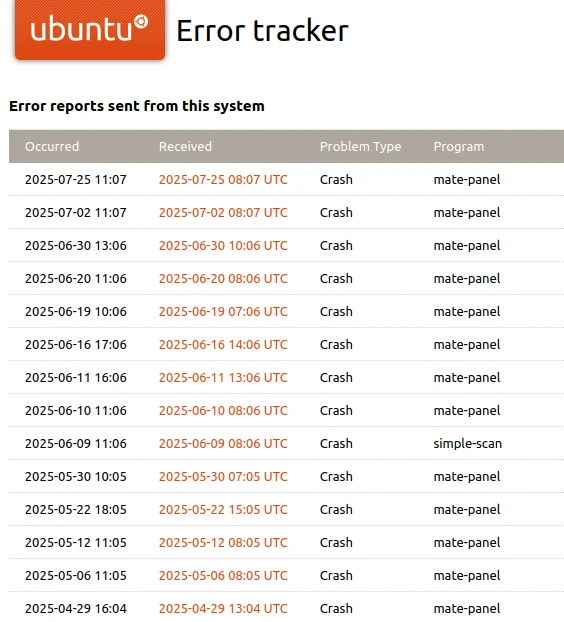 ubuntu Error tracker
Error reports sent from this system
Occurred Received Problem Type Program
2025-07-25 11:07 2025-07-25 08:07 UTC Crash mate-panel
2025-07-02 11:07 2025-07-02 08:07 UTC Crash mate-panel
2025-06-30 13:06 2025-06-30 10:06 UTC Crash mate-panel
2025-06-20 11:06 2025-06-20 08:06 UTC Crash mate-panel
2025-06-19 10:06 2025-06-19 07:06 UTC Crash mate-panel
2025-06-16 17:06 2025-06-16 14:06 UTC Crash mate-panel
2025-06-11 16:06 2025-06-11 13:06 UTC Crash mate-panel
2025-06-10 11:06 2025-06-10 08:06 UTC Crash mate-panel
2025-06-09 11:06 2025-06-09 08:06 UTC Crash simple-scan
2025-05-30 10:05 2025-05-30 07:05 UTC Crash mate-panel
2025-05-22 18:05 2025-05-22 15:05 UTC Crash mate-panel
2025-05-12 11:05 2025-05-12 08:05 UTC Crash mate-panel
2025-05-06 11:05 2025-05-06 08:05 UTC Crash mate-panel
2025-04-29 16:04 2025-04-29 13:04 UTC Crash mate-panel